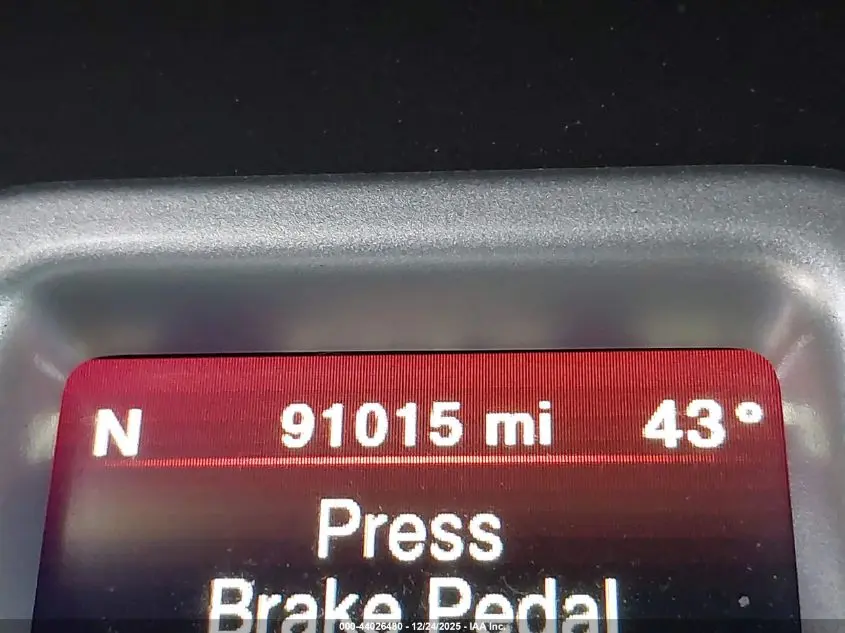 N 91015 mi 43°
Press
Brake Pedal
000-44026480 - 12/24/2025 - IAA Inc.